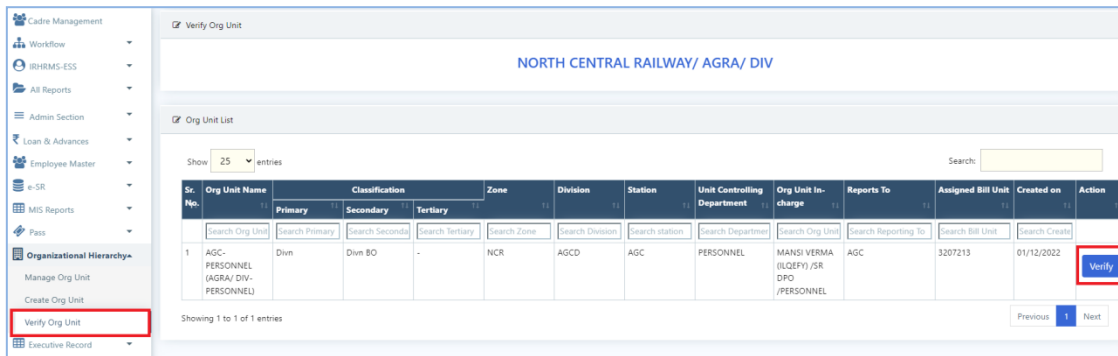 Cadre Management
Workflow
IRHRMS-ESS
All Reports
Admin Section
Loan & Advances
Employee Master
e-SR
MIS Reports
Pass
Organizational Hierarchy
Manage Org Unit
Create Org Unit
Verify Org Unit
Executive Record
Verify Org Unit
NORTH CENTRAL RAILWAY/ AGRA/ DIV
Org Unit List
Show 25 entries
Search:
Sr. No. Org Unit Name Classification Zone Division Station Unit Controlling Department Org Unit In-charge Reports To Assigned Bill Unit Created on Action
Primary Secondary Tertiary
Search Org Unit Search Primary Search Seconda Search Tertiary Search Zone Search Division Search station Search Departmen Search Org Unit Search Reporting To Search Bill Unit Search Create
1 AGC- Divn Divn BO - NCR AGCD AGC PERSONNEL MANSI VERMA AGC 3207213 01/12/2022 Verify
PERSONNEL (ILQEFY) /SR
(AGRA/ DIV- DPO
PERSONNEL) /PERSONNEL
Showing 1 to 1 of 1 entries
Previous 1 Next